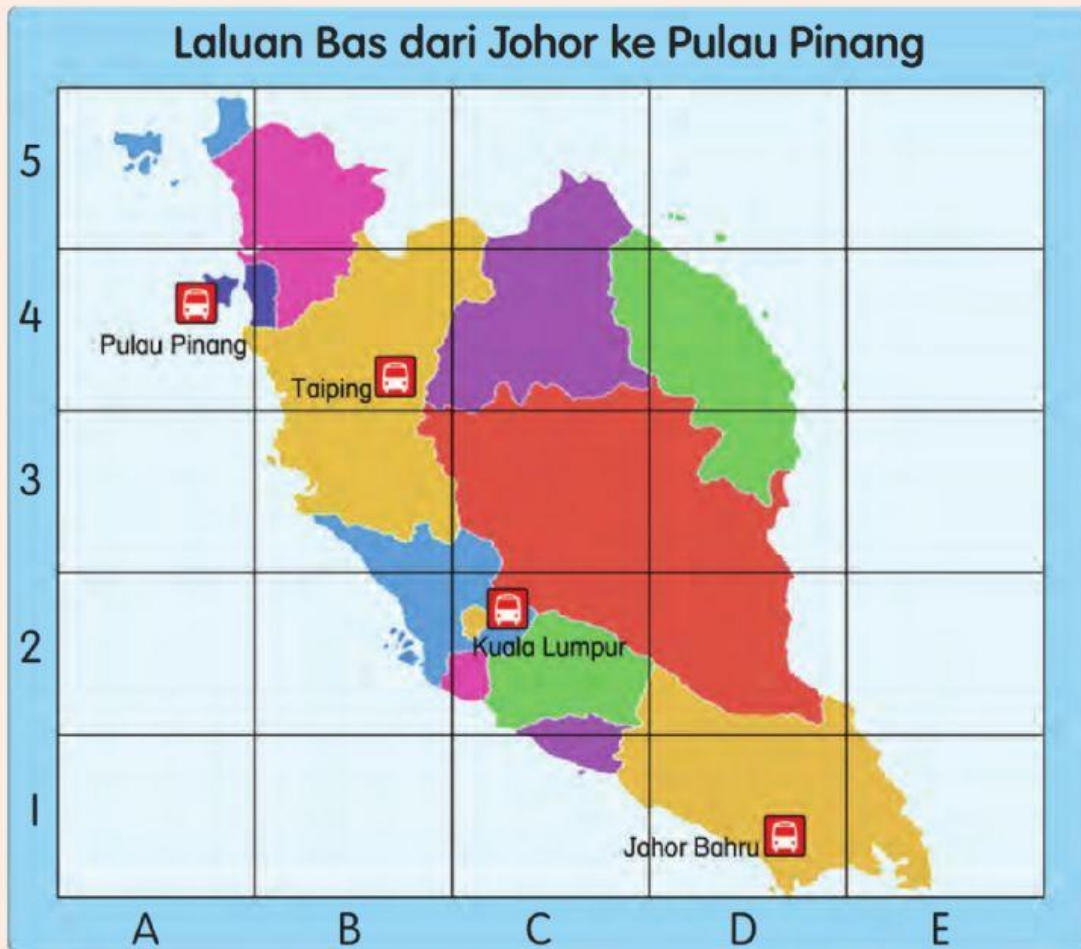 Laluan Bas dari Johor ke Pulau Pinang
5
4
Pulau Pinang
Taiping
3
2
Kuala Lumpur
1
Johor Bahru
A B C D E